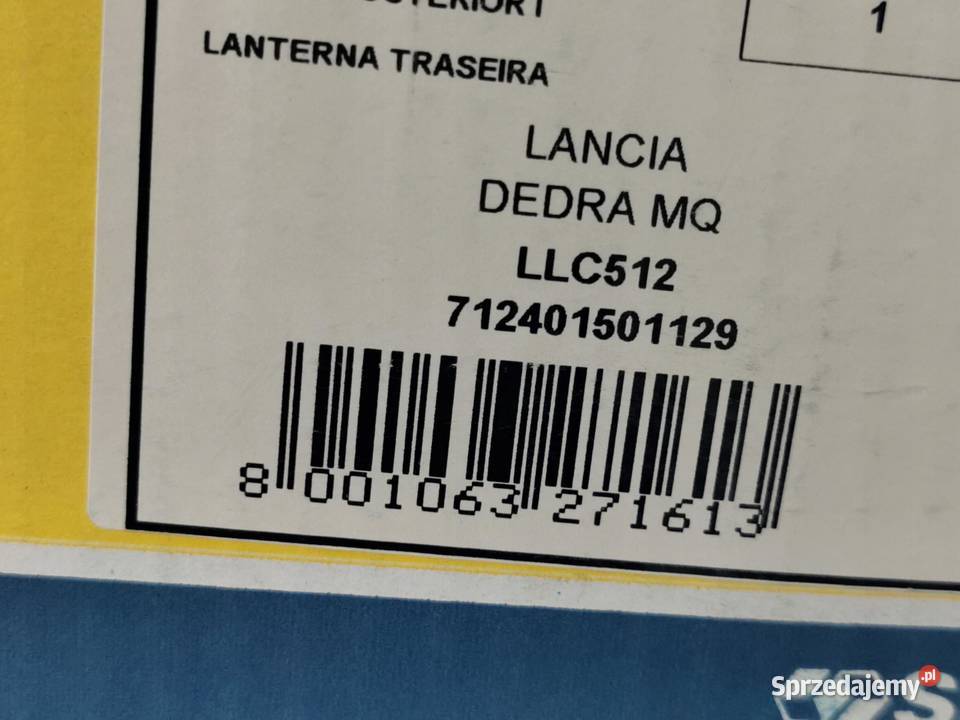 1
LANTERNA TRASEIRA
LANCIA
DEDRA MQ
LLC512
712401501129
8 001063 271613
Sprzedajemy.pl